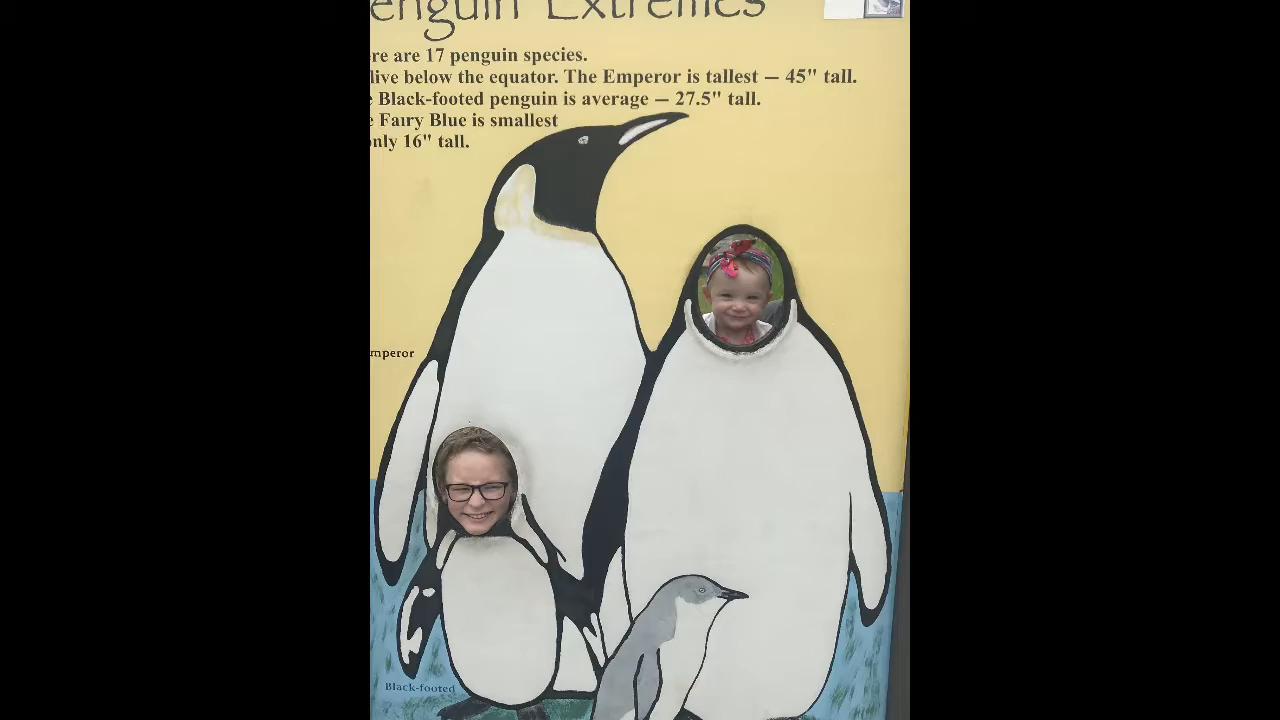 enguin Extremes
re are 17 penguin species.
live below the equator. The Emperor is tallest — 45" tall.
e Black-footed penguin is average — 27.5" tall.
e Fairy Blue is smallest
only 16" tall.
mperor
Black-footed